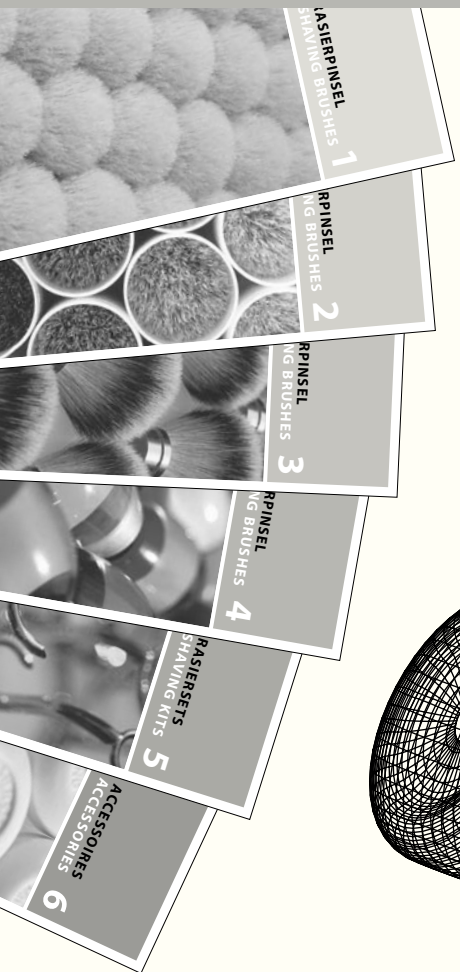 RASIERPINSEL
SHAVING BRUSHES
1
RPINSEL
NG BRUSHES
2
RPINSEL
NG BRUSHES
3
RPINSEL
NG BRUSHES
4
RASIERSETS
SHAVING KITS
5
ACCESSOIRES
ACCESSORIES
6